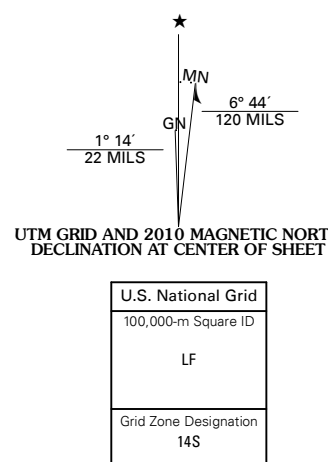 ★
MN
GN
6° 44´
120 MILS
1° 14´
22 MILS
UTM GRID AND 2010 MAGNETIC NORT
DECLINATION AT CENTER OF SHEET
U.S. National Grid
100,000-m Square ID
LF
Grid Zone Designation
14S